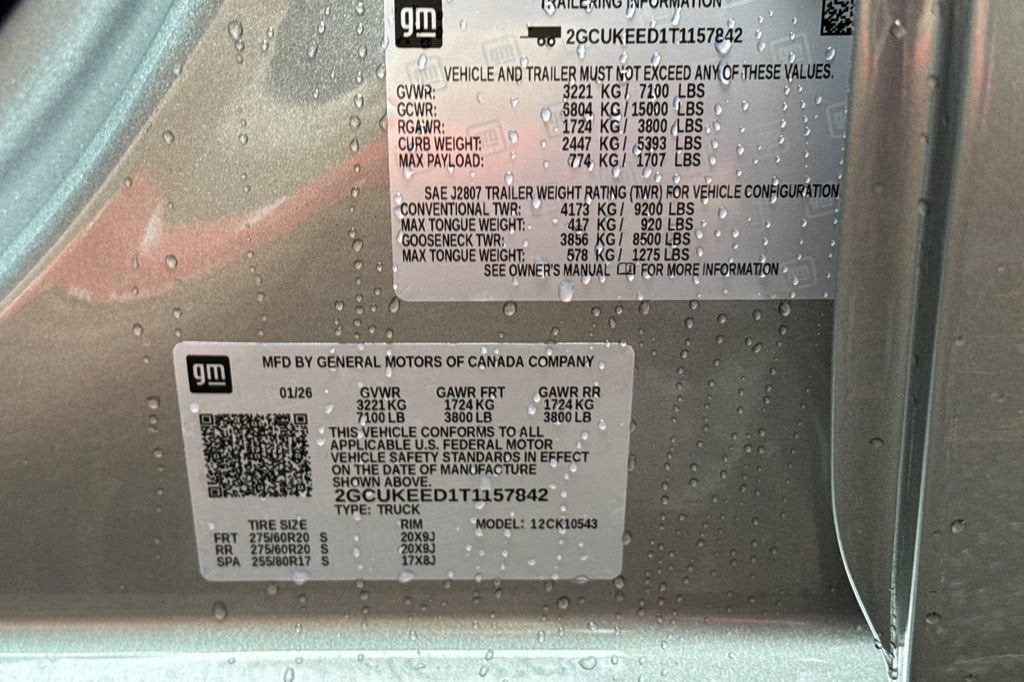 gm
TRAILERING INFORMATION
2GCUKEED1T1157842
VEHICLE AND TRAILER MUST NOT EXCEED ANY OF THESE VALUES.
GVWR: 3221 KG / 7100 LBS
GCWR: 6804 KG / 15000 LBS
RGAWR: 1724 KG / 3800 LBS
CURB WEIGHT: 2447 KG / 5393 LBS
MAX PAYLOAD: 774 KG / 1707 LBS
SAE J2807 TRAILER WEIGHT RATING (TWR) FOR VEHICLE CONFIGURATION
CONVENTIONAL TWR: 4173 KG / 9200 LBS
MAX TONGUE WEIGHT: 417 KG / 920 LBS
GOOSENECK TWR: 3856 KG / 8500 LBS
MAX TONGUE WEIGHT: 578 KG / 1275 LBS
SEE OWNER'S MANUAL FOR MORE INFORMATION
gm
MFD BY GENERAL MOTORS OF CANADA COMPANY
01/26 GVWR GAWR FRT GAWR RR
3221 KG 1724 KG 1724 KG
7100 LB 3800 LB 3800 LB
THIS VEHICLE CONFORMS TO ALL
APPLICABLE U.S. FEDERAL MOTOR
VEHICLE SAFETY STANDARDS IN EFFECT
ON THE DATE OF MANUFACTURE
SHOWN ABOVE.
2GCUKEED1T1157842
TYPE: TRUCK
TIRE SIZE RIM MODEL: 12CK10543
FRT 275/60R20 S 20X9J
RR 275/60R20 S 20X9J
SPA 255/80R17 S 17X8J